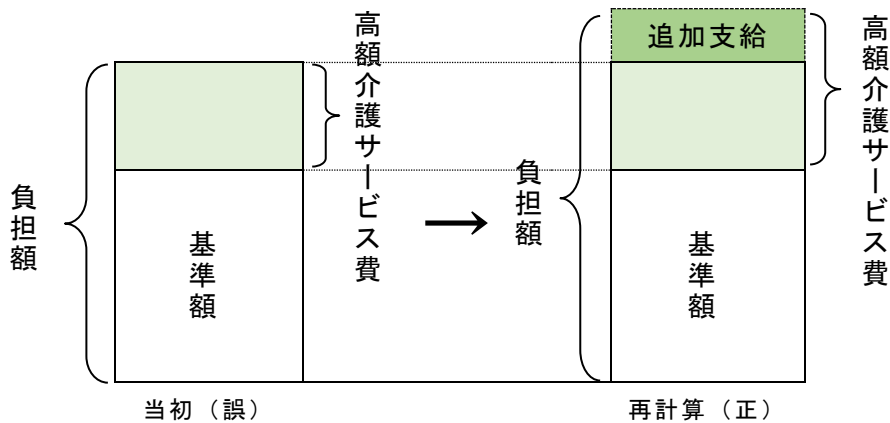 負担額
基準額
高額介護サービス費
当初（誤）
→
負担額
追加支給
基準額
高額介護サービス費
再計算（正）